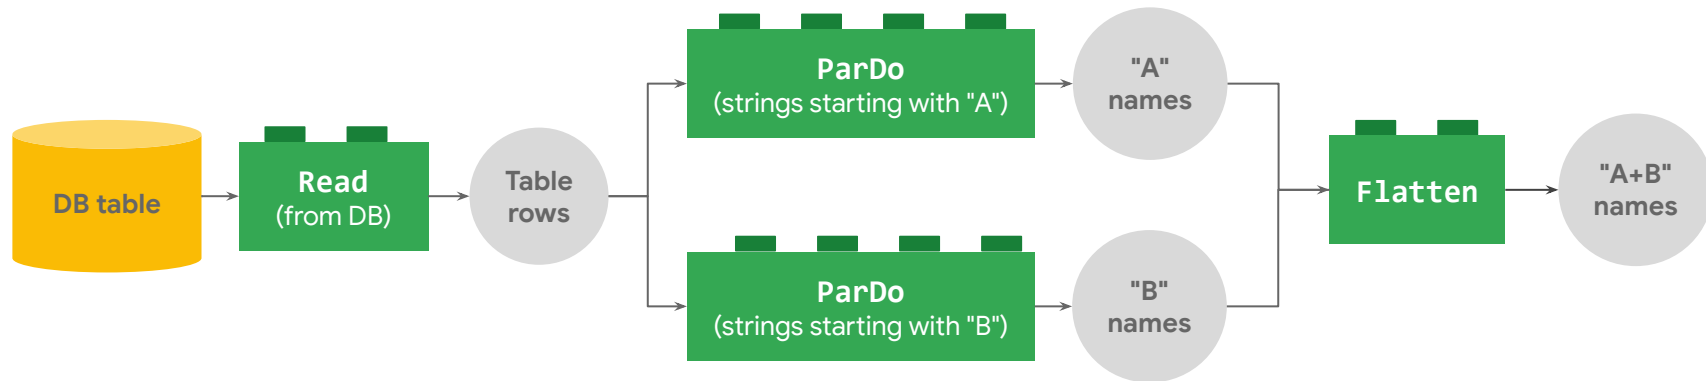 DB table
Read
(from DB)
Table
rows
ParDo
(strings starting with "A")
"A"
names
ParDo
(strings starting with "B")
"B"
names
Flatten
"A+B"
names